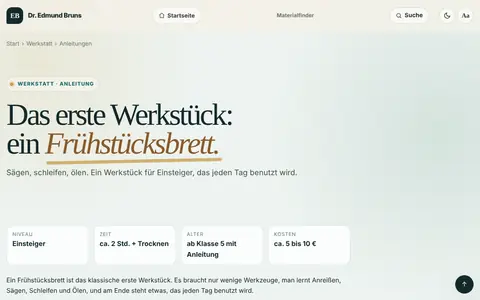 EB Dr. Edmund Bruns Startseite Materialfinder Suche Aa
Start › Werkstatt › Anleitungen
WERKSTATT · ANLEITUNG
Das erste Werkstück:
ein Frühstücksbrett.
Sägen, schleifen, ölen. Ein Werkstück für Einsteiger, das jeden Tag benutzt wird.
NIVEAU
Einsteiger
ZEIT
ca. 2 Std. + Trocknen
ALTER
ab Klasse 5 mit
Anleitung
KOSTEN
ca. 5 bis 10 €
Ein Frühstücksbrett ist das klassische erste Werkstück. Es braucht nur wenige Werkzeuge, man lernt Anreißen,
Sägen, Schleifen und Ölen, und am Ende steht etwas, das jeden Tag benutzt wird.